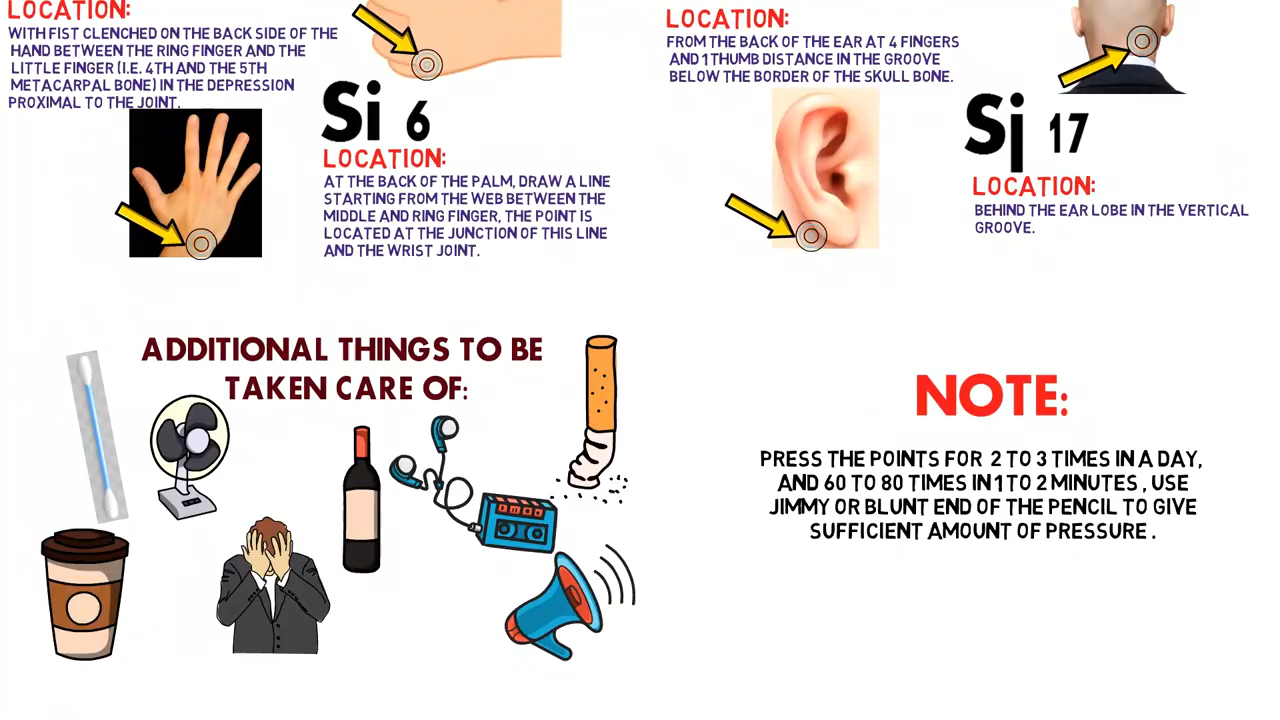 LOCATION:
WITH FIST CLENCHED ON THE BACK SIDE OF THE
HAND BETWEEN THE RING FINGER AND THE
LITTLE FINGER (I.E. 4TH AND THE 5TH
METACARPAL BONE) IN THE DEPRESSION
PROXIMAL TO THE JOINT.
Si 6
LOCATION:
AT THE BACK OF THE PALM, DRAW A LINE
STARTING FROM THE WEB BETWEEN THE
MIDDLE AND RING FINGER, THE POINT IS
LOCATED AT THE JUNCTION OF THIS LINE
AND THE WRIST JOINT.
LOCATION:
FROM THE BACK OF THE EAR AT 4 FINGERS
AND 1 THUMB DISTANCE IN THE GROOVE
BELOW THE BORDER OF THE SKULL BONE.
Sj 17
LOCATION:
BEHIND THE EAR LOBE IN THE VERTICAL
GROOVE.
ADDITIONAL THINGS TO BE
TAKEN CARE OF:
NOTE:
PRESS THE POINTS FOR 2 TO 3 TIMES IN A DAY,
AND 60 TO 80 TIMES IN 1 TO 2 MINUTES, USE
JIMMY OR BLUNT END OF THE PENCIL TO GIVE
SUFFICIENT AMOUNT OF PRESSURE.